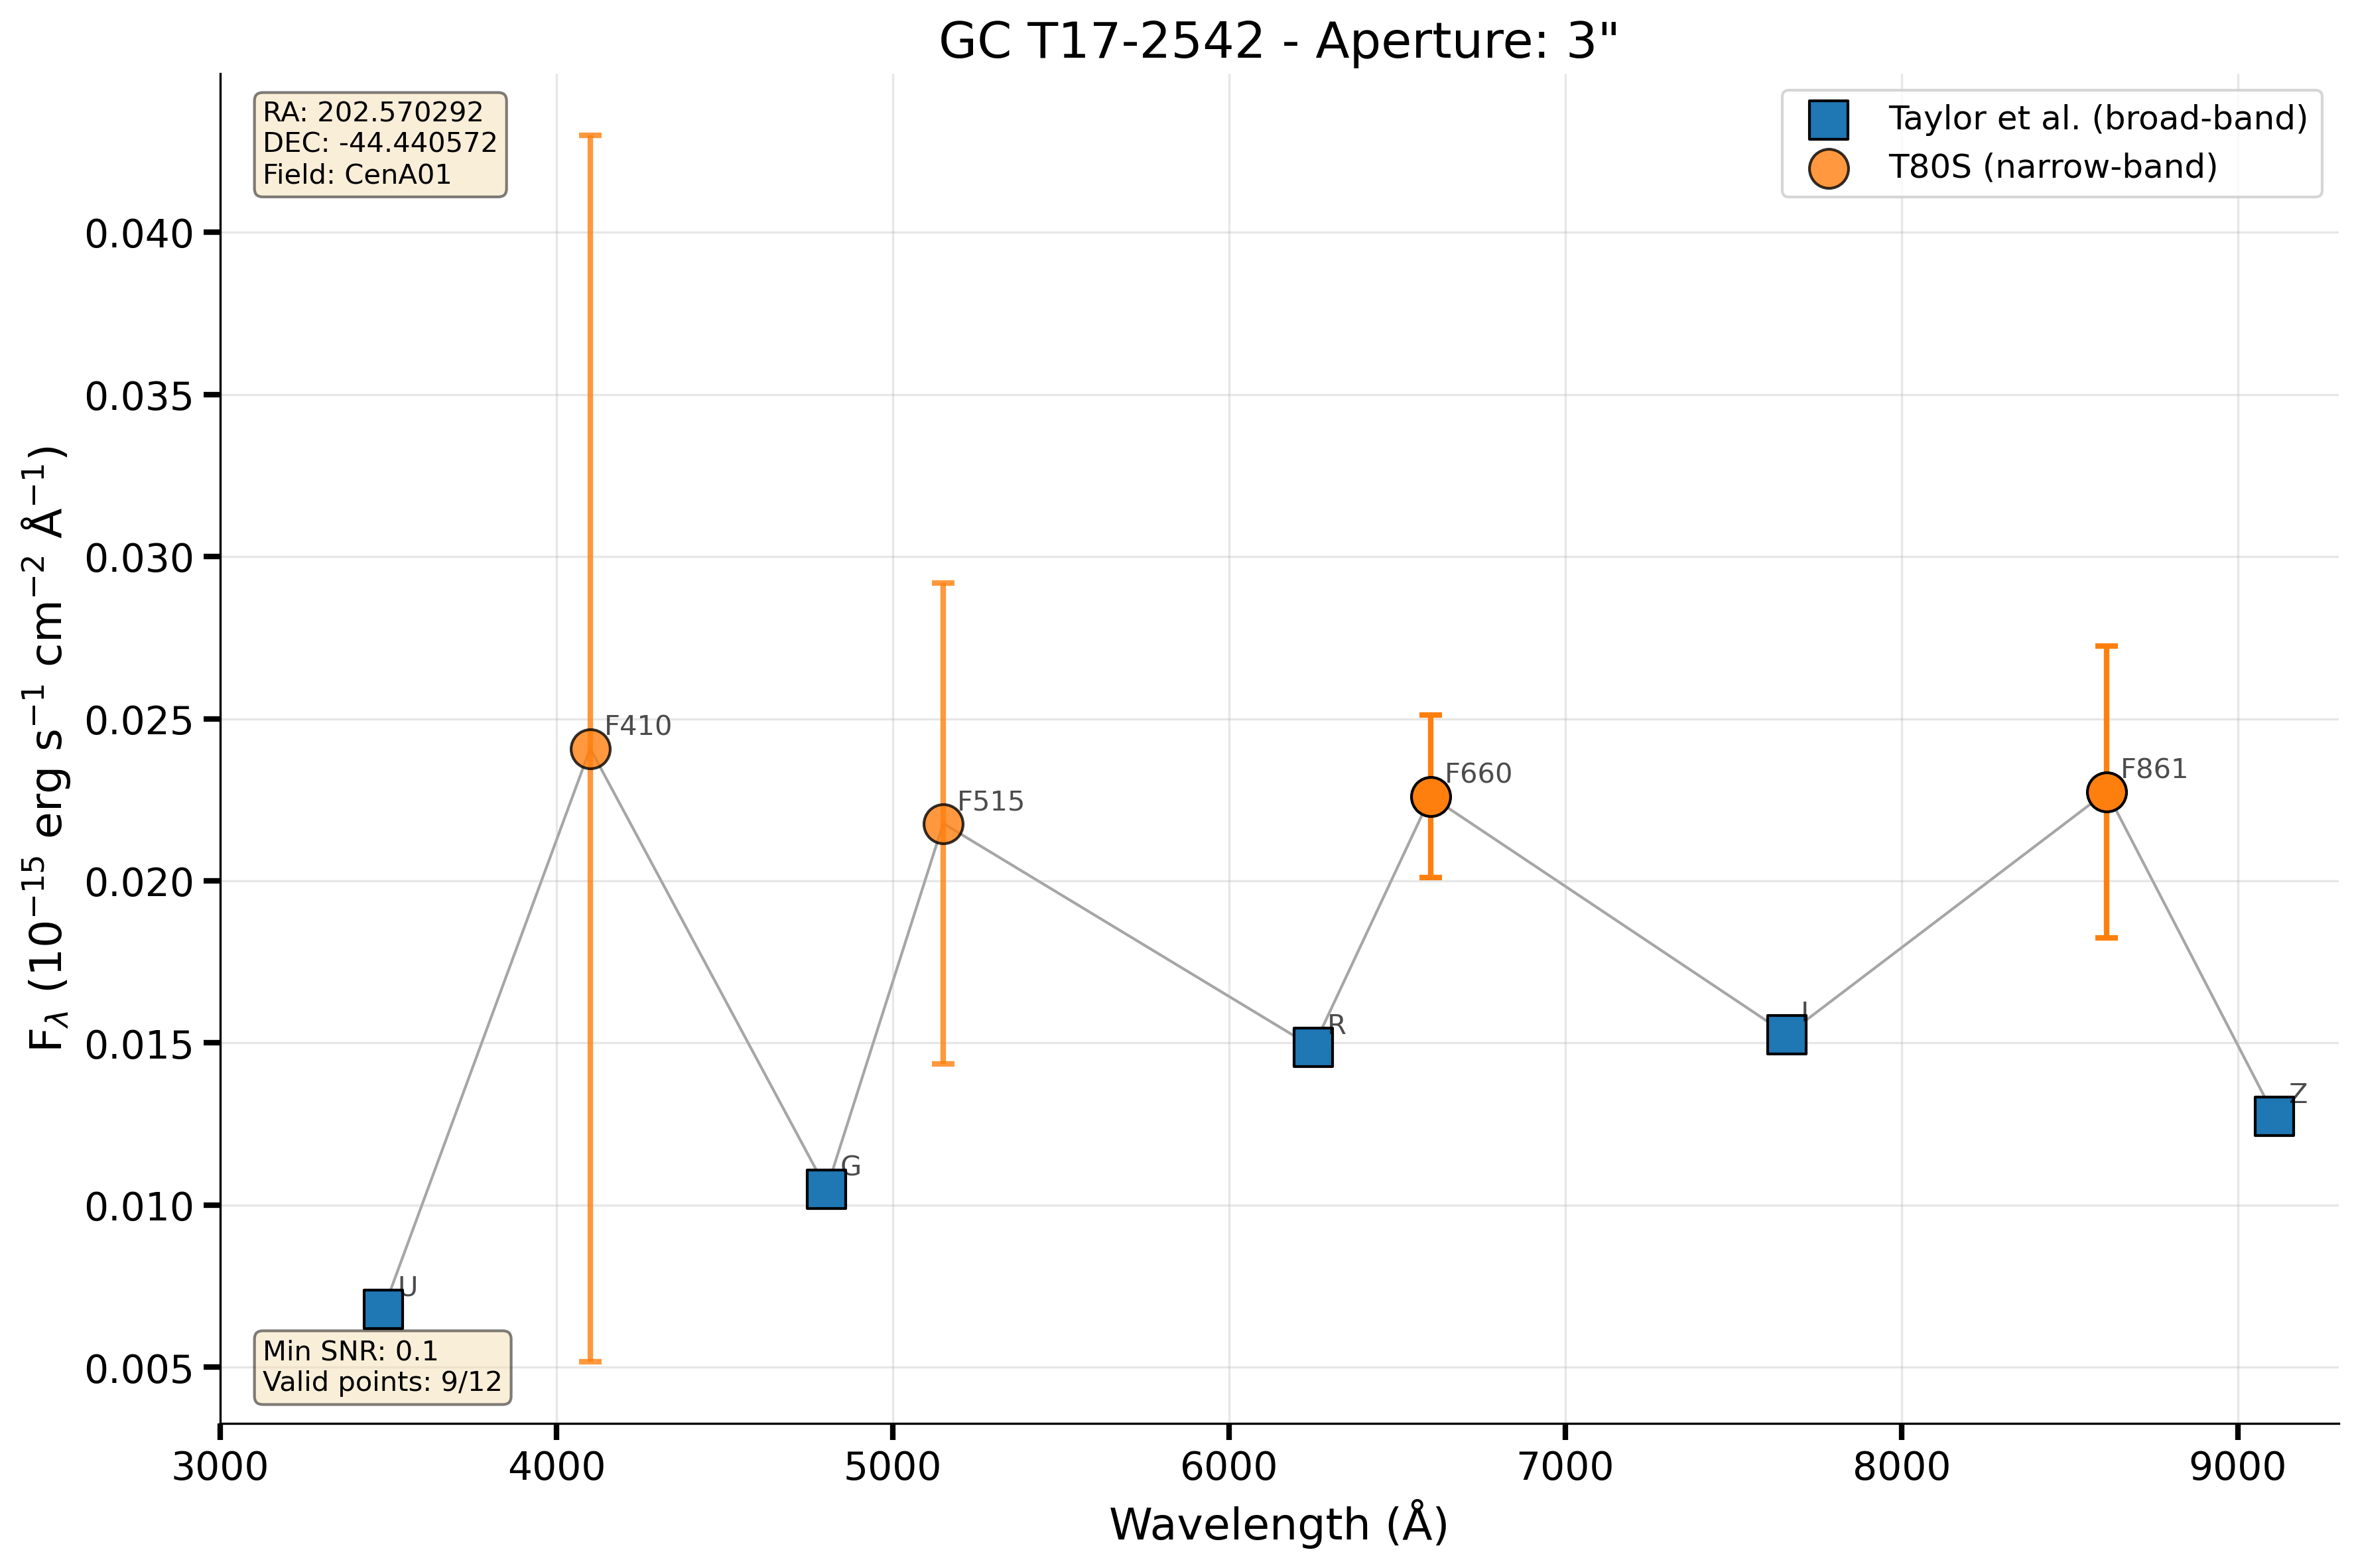 GC T17-2542 - Aperture: 3"
RA: 202.570292
DEC: -44.440572
Field: CenA01
Taylor et al. (broad-band)
T80S (narrow-band)
F$_{λ}$ (10$^{−15}$ erg s$^{−1}$ cm$^{−2}$ Å$^{−1}$)
0.040
0.035
0.030
0.025
0.020
0.015
0.010
0.005
F410
F515
F660
F861
R
I
Z
G
U
Min SNR: 0.1
Valid points: 9/12
3000 4000 5000 6000 7000 8000 9000
Wavelength (Å)